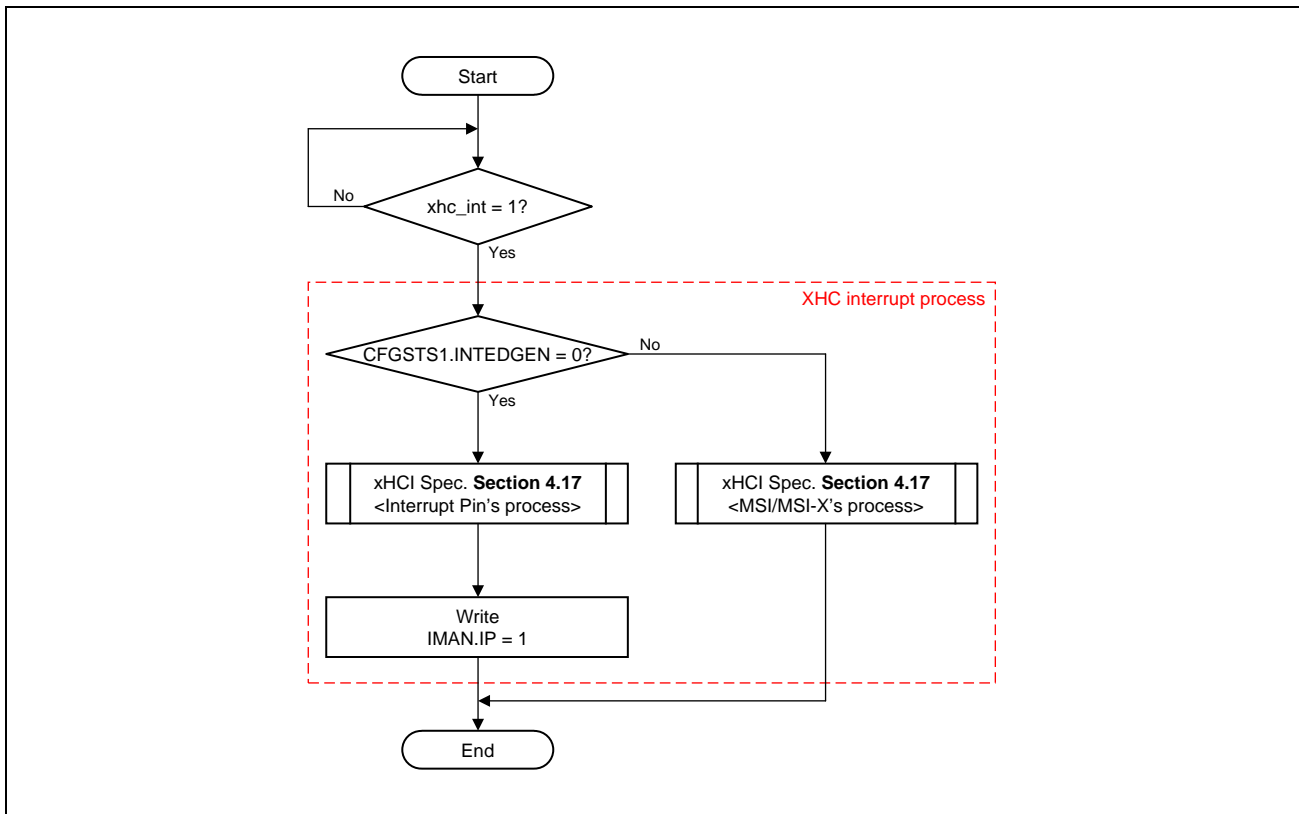 Start
No
xhc_int = 1?
Yes
XHC interrupt process
CFGSTS1.INTEDGEN = 0?
No
Yes
xHCI Spec. Section 4.17
<Interrupt Pin's process>
xHCI Spec. Section 4.17
<MSI/MSI-X's process>
Write
IMAN.IP = 1
End